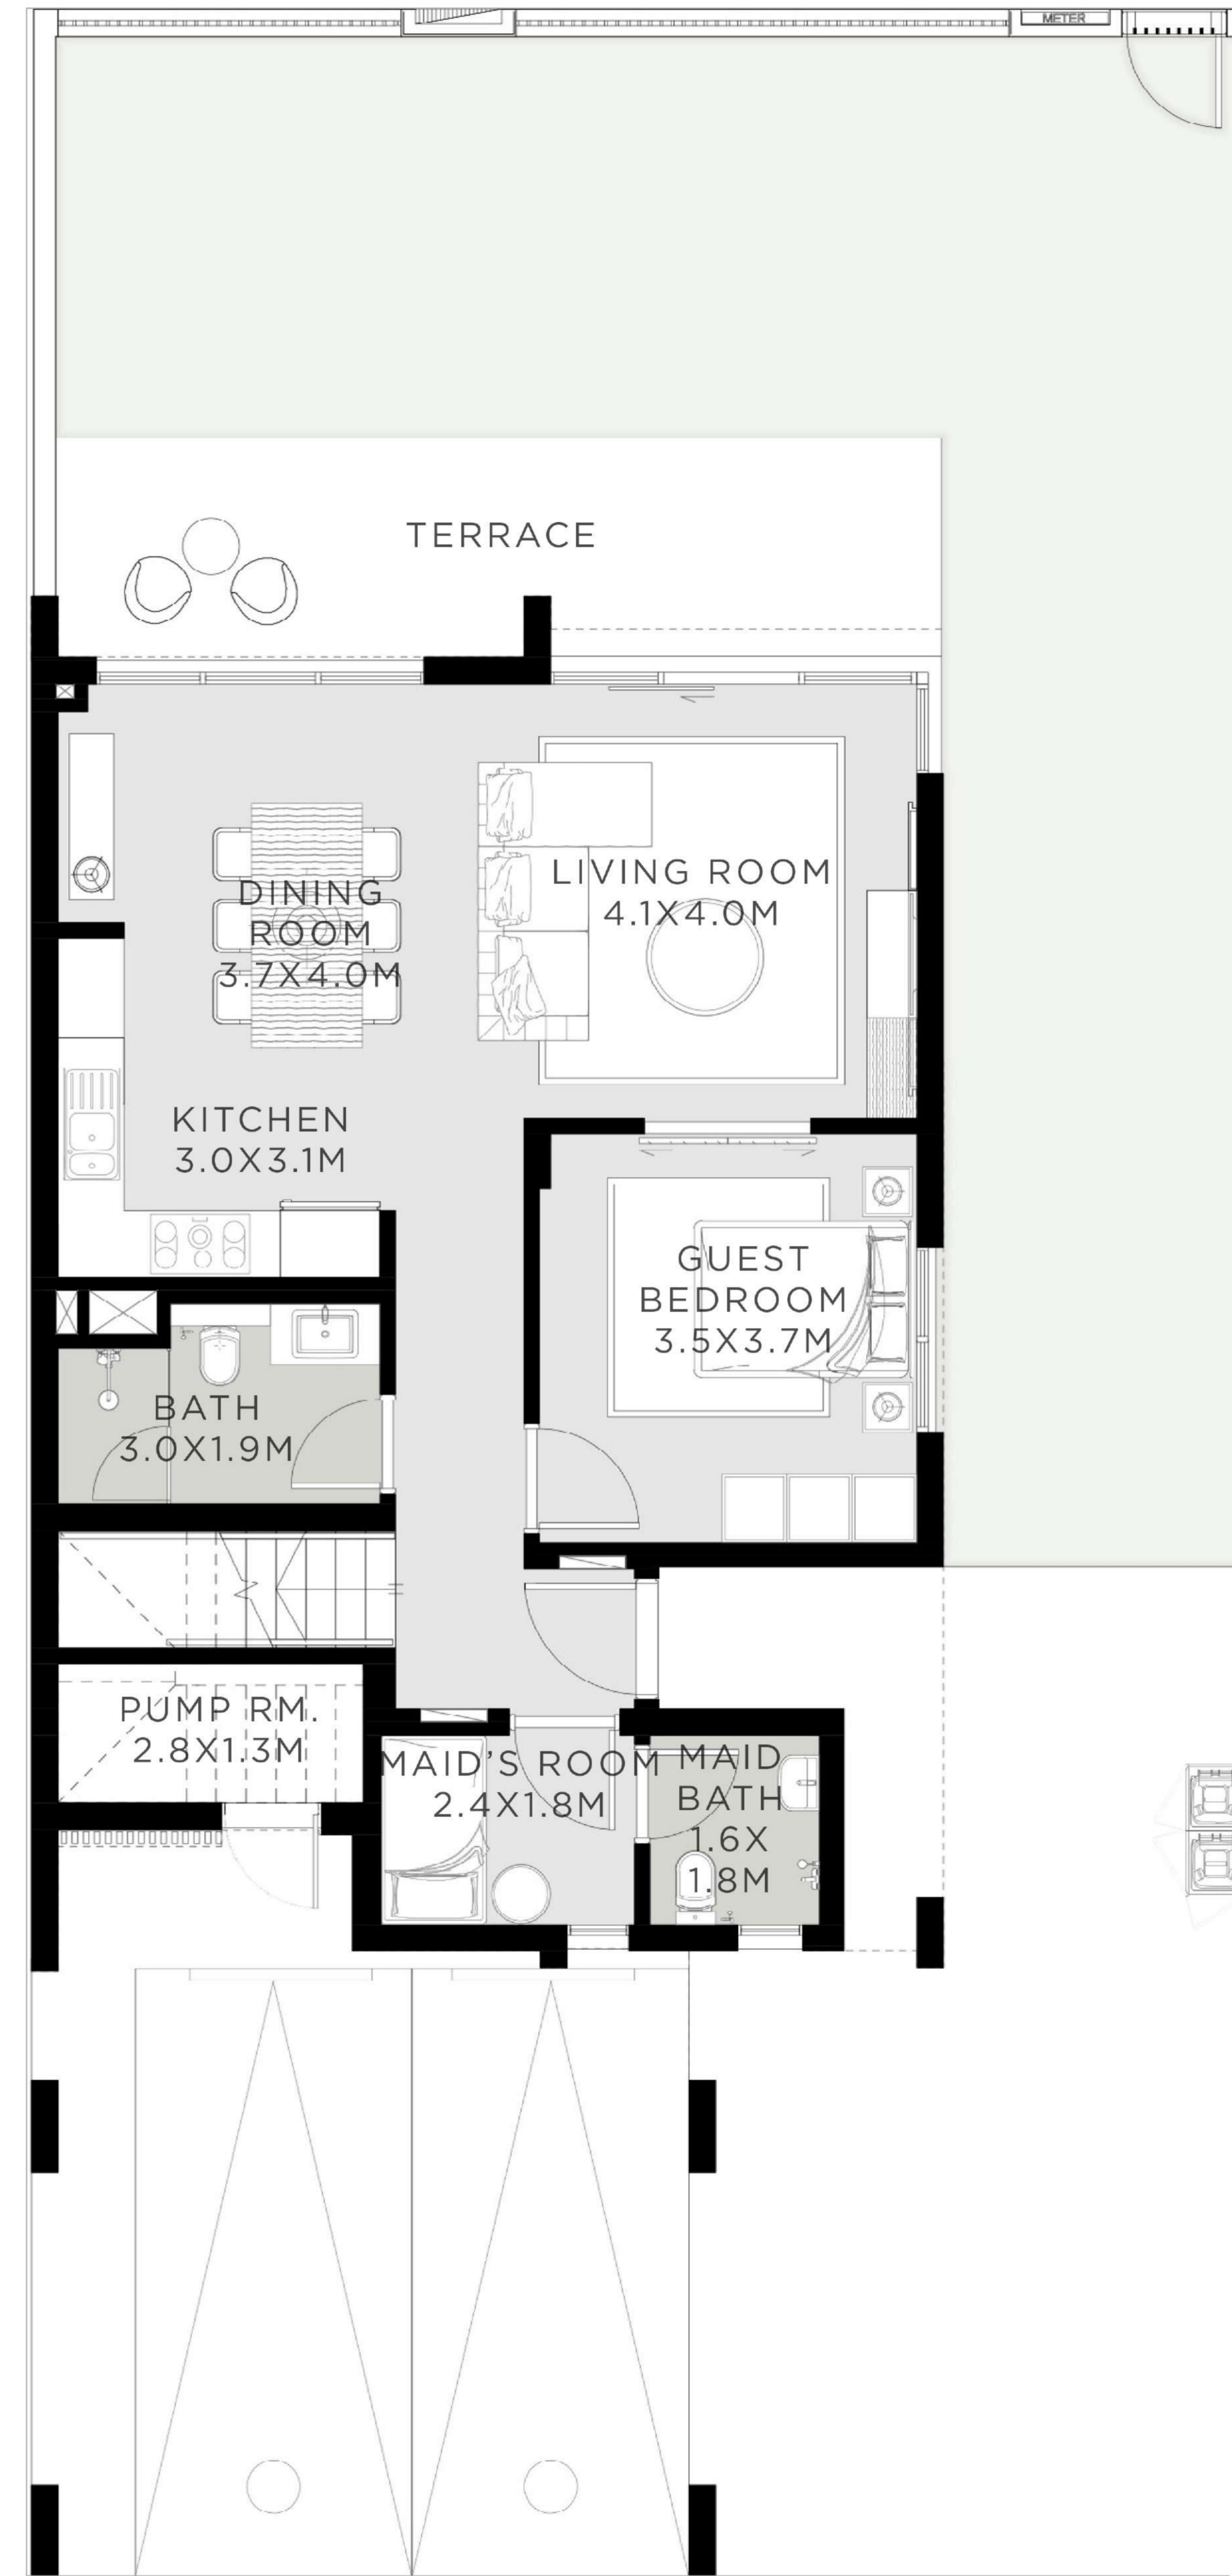 METER
TERRACE
LIVING ROOM
4.1X4.0M
DINING
ROOM
3.7X4.0M
KITCHEN
3.0X3.1M
GUEST
BEDROOM
3.5X3.7M
BATH
3.0X1.9M
PUMP RM.
2.8X1.3M
MAID'S ROOM
2.4X1.8M
MAID
BATH
1.6X
1.8M